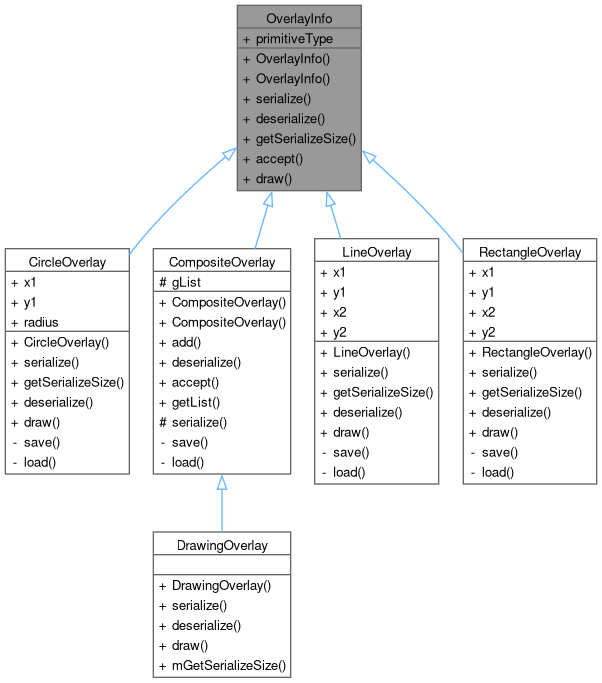 OverlayInfo
+ primitiveType
+ OverlayInfo()
+ OverlayInfo()
+ serialize()
+ deserialize()
+ getSerializeSize()
+ accept()
+ draw()
CircleOverlay
+ x1
+ y1
+ radius
+ CircleOverlay()
+ serialize()
+ getSerializeSize()
+ deserialize()
+ draw()
- save()
- load()
CompositeOverlay
# gList
+ CompositeOverlay()
+ CompositeOverlay()
+ add()
+ deserialize()
+ accept()
+ getList()
# serialize()
- save()
- load()
LineOverlay
+ x1
+ y1
+ x2
+ y2
+ LineOverlay()
+ serialize()
+ getSerializeSize()
+ deserialize()
+ draw()
- save()
- load()
RectangleOverlay
+ x1
+ y1
+ x2
+ y2
+ RectangleOverlay()
+ serialize()
+ getSerializeSize()
+ deserialize()
+ draw()
- save()
- load()
DrawingOverlay
+ DrawingOverlay()
+ serialize()
+ deserialize()
+ draw()
+ mGetSerializeSize()